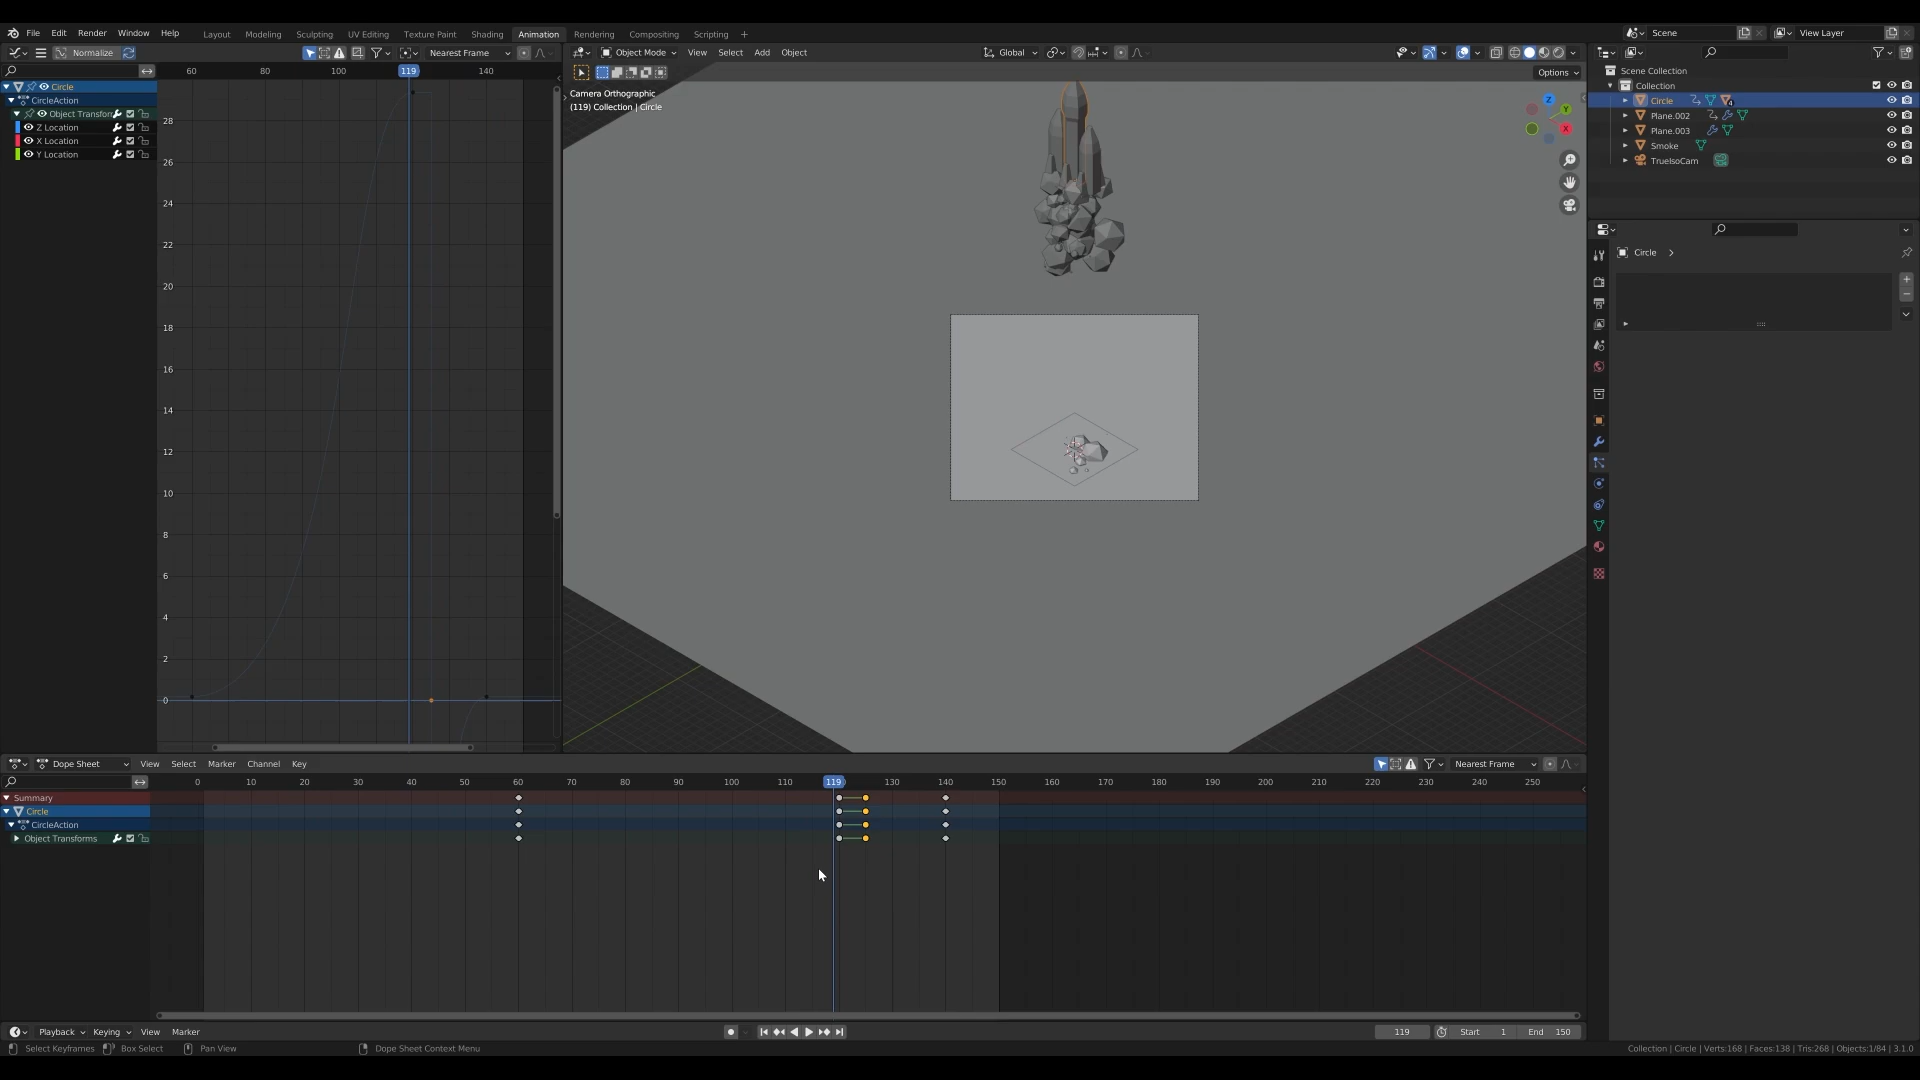 File Edit Render Window Help Layout Modeling Sculpting UV Editing Texture Paint Shading Animation Rendering Compositing Scripting + Scene View Layer
Normalize Nearest Frame Object Mode View Select Add Object Global
60 80 100 119 140 Options
Circle
CircleAction
Object Transforn
Z Location
X Location
Y Location
28
26
24
22
20
18
16
14
12
10
8
6
4
2
0
Camera Orthographic
(119) Collection | Circle
Z
Y
X
Scene Collection
Collection
Circle 4
Plane.002
Plane.003
Smoke
TrueIsoCam
Circle
Dope Sheet View Select Marker Channel Key Nearest Frame
0 10 20 30 40 50 60 70 80 90 100 110 119 130 140 150 160 170 180 190 200 210 220 230 240 250
Summary
Circle
CircleAction
Object Transforms
Playback Keying View Marker 119 Start 1 End 150
Select Keyframes Box Select Pan View Dope Sheet Context Menu Collection | Circle | Verts:168 | Faces:138 | Tris:268 | Objects:1/84 | 3.1.0